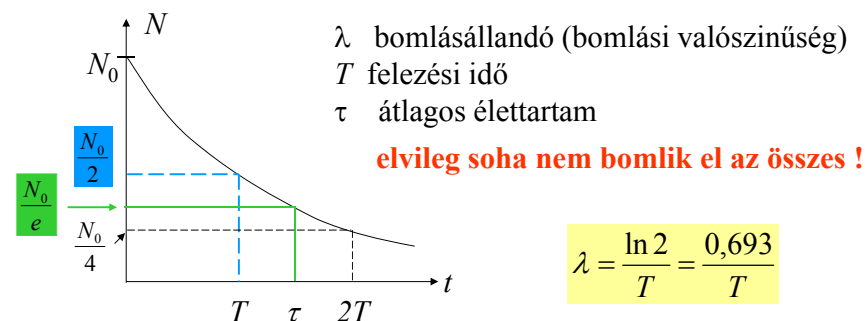 N
N₀
N₀/2
N₀/e
N₀/4
T τ 2T t
λ bomlásállandó (bomlási valószinűség)
T felezési idő
τ átlagos élettartam
elvileg soha nem bomlik el az összes !
λ = ln 2/T = 0,693/T